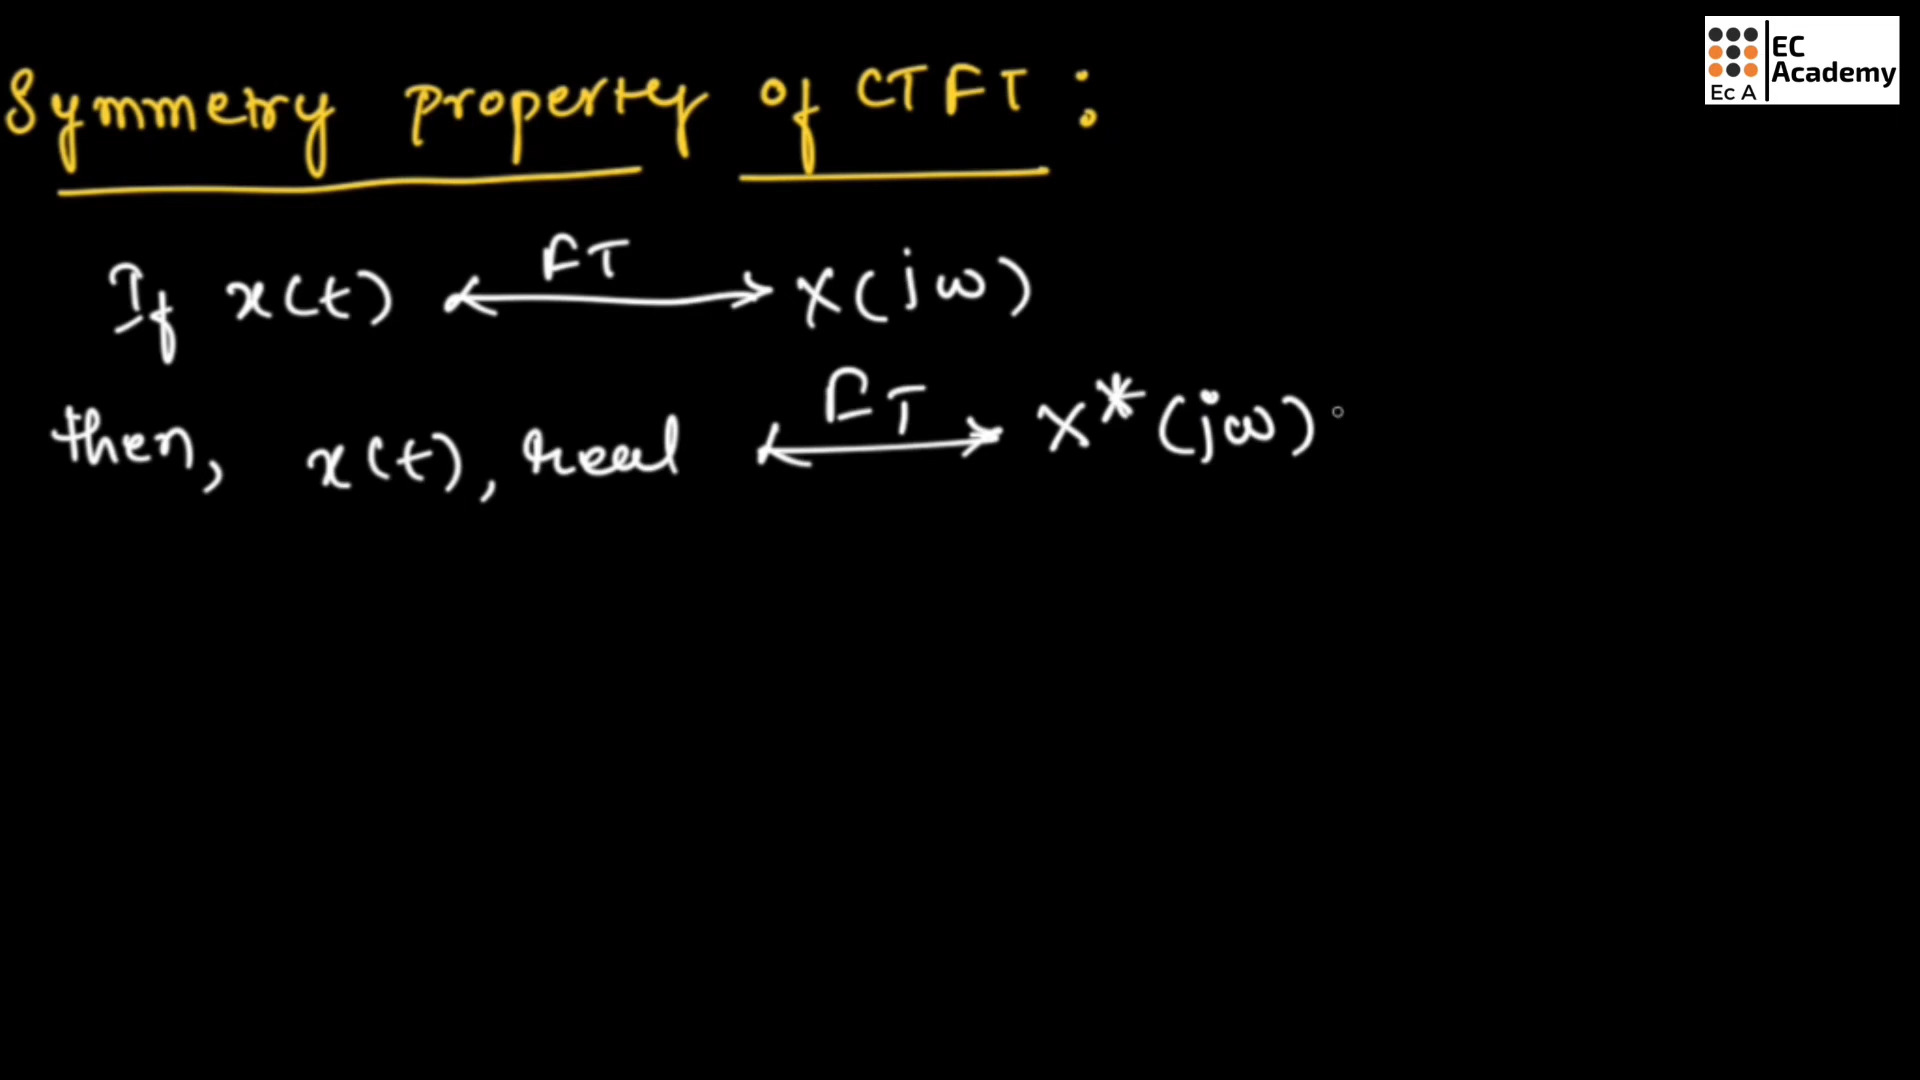 Symmetry property of CTFT :
EC
Academy
Ec A
If x(t) <--FT--> X(jω)
then, x(t), real <--FT--> X*(jω)